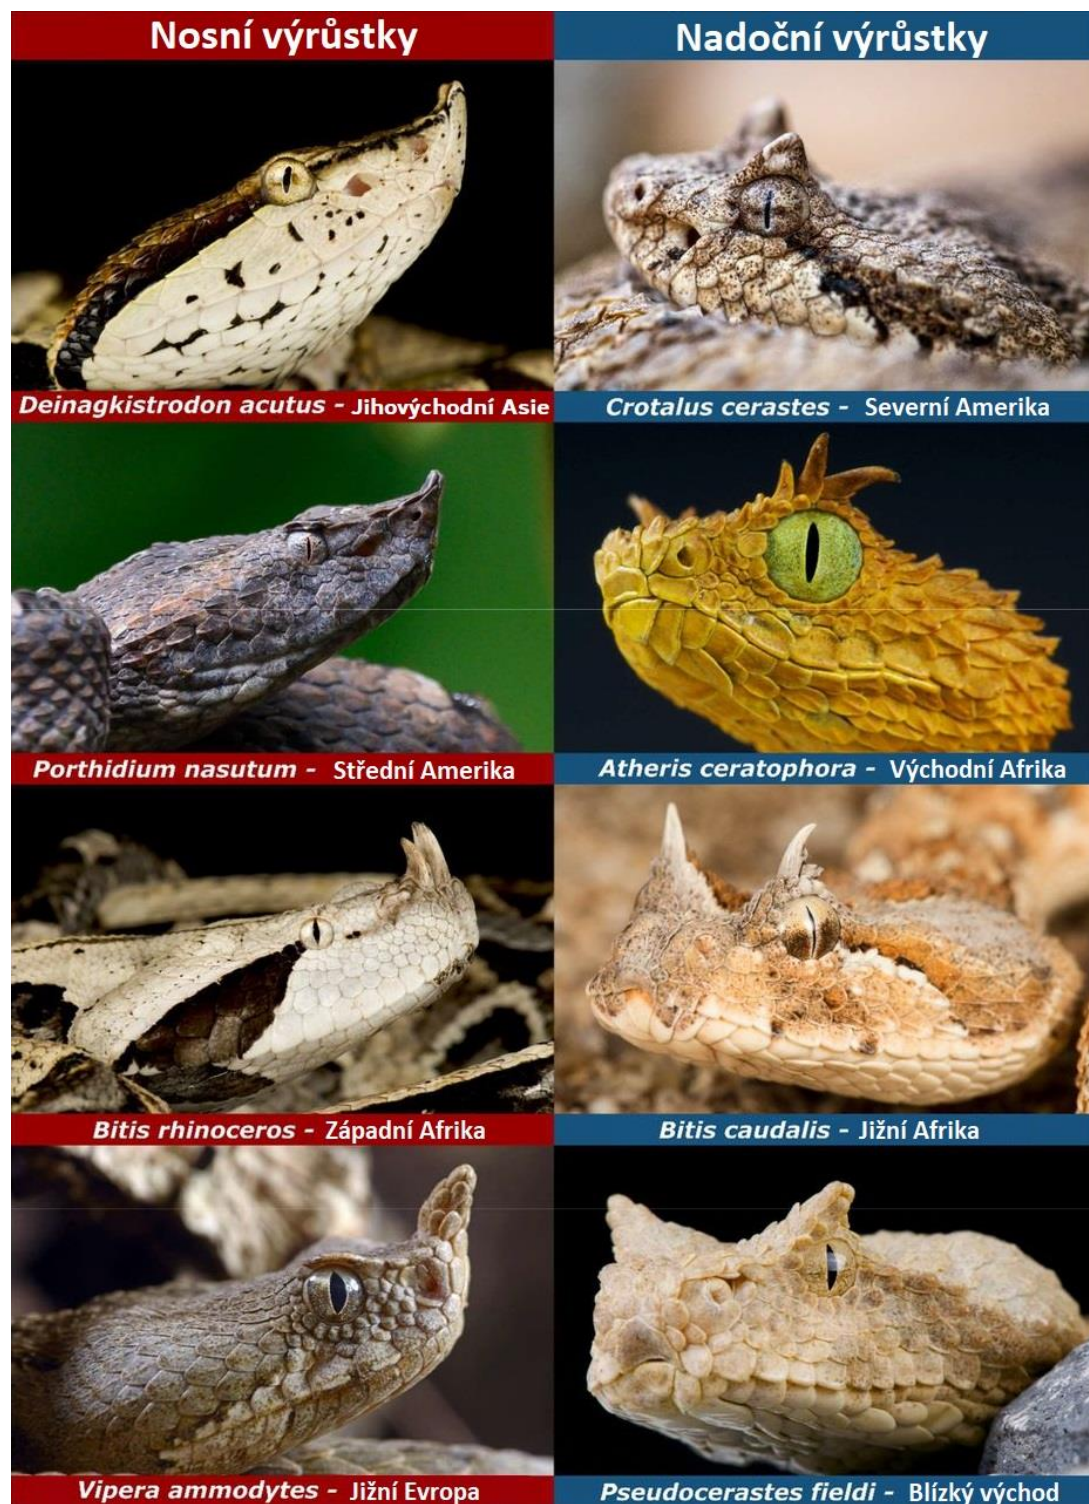 Nosní výrůstky
Nadoční výrůstky
Deinagkistrodon acutus - Jihovýchodní Asie
Crotalus cerastes - Severní Amerika
Porthidium nasutum - Střední Amerika
Atheris ceratophora - Východní Afrika
Bitis rhinoceros - Západní Afrika
Bitis caudalis - Jižní Afrika
Vipera ammodytes - Jižní Evropa
Pseudocerastes fieldi - Blízký východ